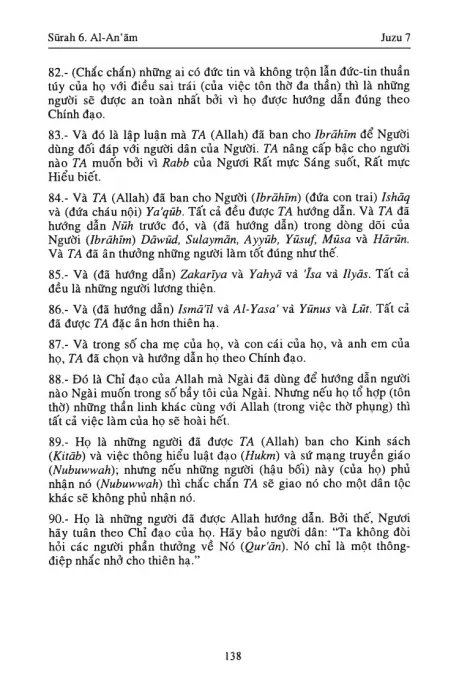 Sūrah 6. Al-An'ām Juzu 7
82.- (Chắc chắn) những ai có đức tin và không trộn lẫn đức-tin thuần
túy của họ với điều sai trái (của việc tôn thờ đa thần) thì là những
người sẽ được an toàn nhất bởi vì họ được hướng dẫn đúng theo
Chính đạo.
83.- Và đó là lập luận mà TA (Allah) đã ban cho Ibrāhīm để Người
dùng đối đáp với người dân của Người. TA nâng cấp bậc cho người
nào TA muốn bởi vì Rabb của Ngươi Rất mực Sáng suốt, Rất mực
Hiểu biết.
84.- Và TA (Allah) đã ban cho Người (Ibrāhīm) (đứa con trai) Ishāq
và (đứa cháu nội) Ya'qūb. Tất cả đều được TA hướng dẫn. Và TA đã
hướng dẫn Nūh trước đó, và (đã hướng dẫn) trong dòng dõi của
Người (Ibrāhīm) Dāwūd, Sulaymān, Ayyūb, Yūsuf, Mūsa và Hārūn.
Và TA đã ân thưởng những người làm tốt đúng như thế.
85.- Và (đã hướng dẫn) Zakarīya và Yahyā và 'Īsa và Ilyās. Tất cả
đều là những người lương thiện.
86.- Và (đã hướng dẫn) Ismā'īl và Al-Yasa' và Yūnus và Lūt. Tất cả
đã được TA đặc ân hơn thiên hạ.
87.- Và trong số cha mẹ của họ, và con cái của họ, và anh em của
họ, TA đã chọn và hướng dẫn họ theo Chính đạo.
88.- Đó là Chỉ đạo của Allah mà Ngài đã dùng để hướng dẫn người
nào Ngài muốn trong số bầy tôi của Ngài. Nhưng nếu họ tổ hợp (tôn
thờ) những thần linh khác cùng với Allah (trong việc thờ phụng) thì
tất cả việc làm của họ sẽ hoài hết.
89.- Họ là những người đã được TA (Allah) ban cho Kinh sách
(Kitāb) và việc thông hiểu luật đạo (Hukm) và sứ mạng truyền giáo
(Nubuwwah); nhưng nếu những người (hậu bối) này (của họ) phủ
nhận nó (Nubuwwah) thì chắc chắn TA sẽ giao nó cho một dân tộc
khác sẽ không phủ nhận nó.
90.- Họ là những người đã được Allah hướng dẫn. Bởi thế, Ngươi
hãy tuân theo Chỉ đạo của họ. Hãy bảo người dân: “Ta không đòi
hỏi các người phần thưởng về Nó (Qur'ān). Nó chỉ là một thông-
điệp nhắc nhở cho thiên hạ.”
138